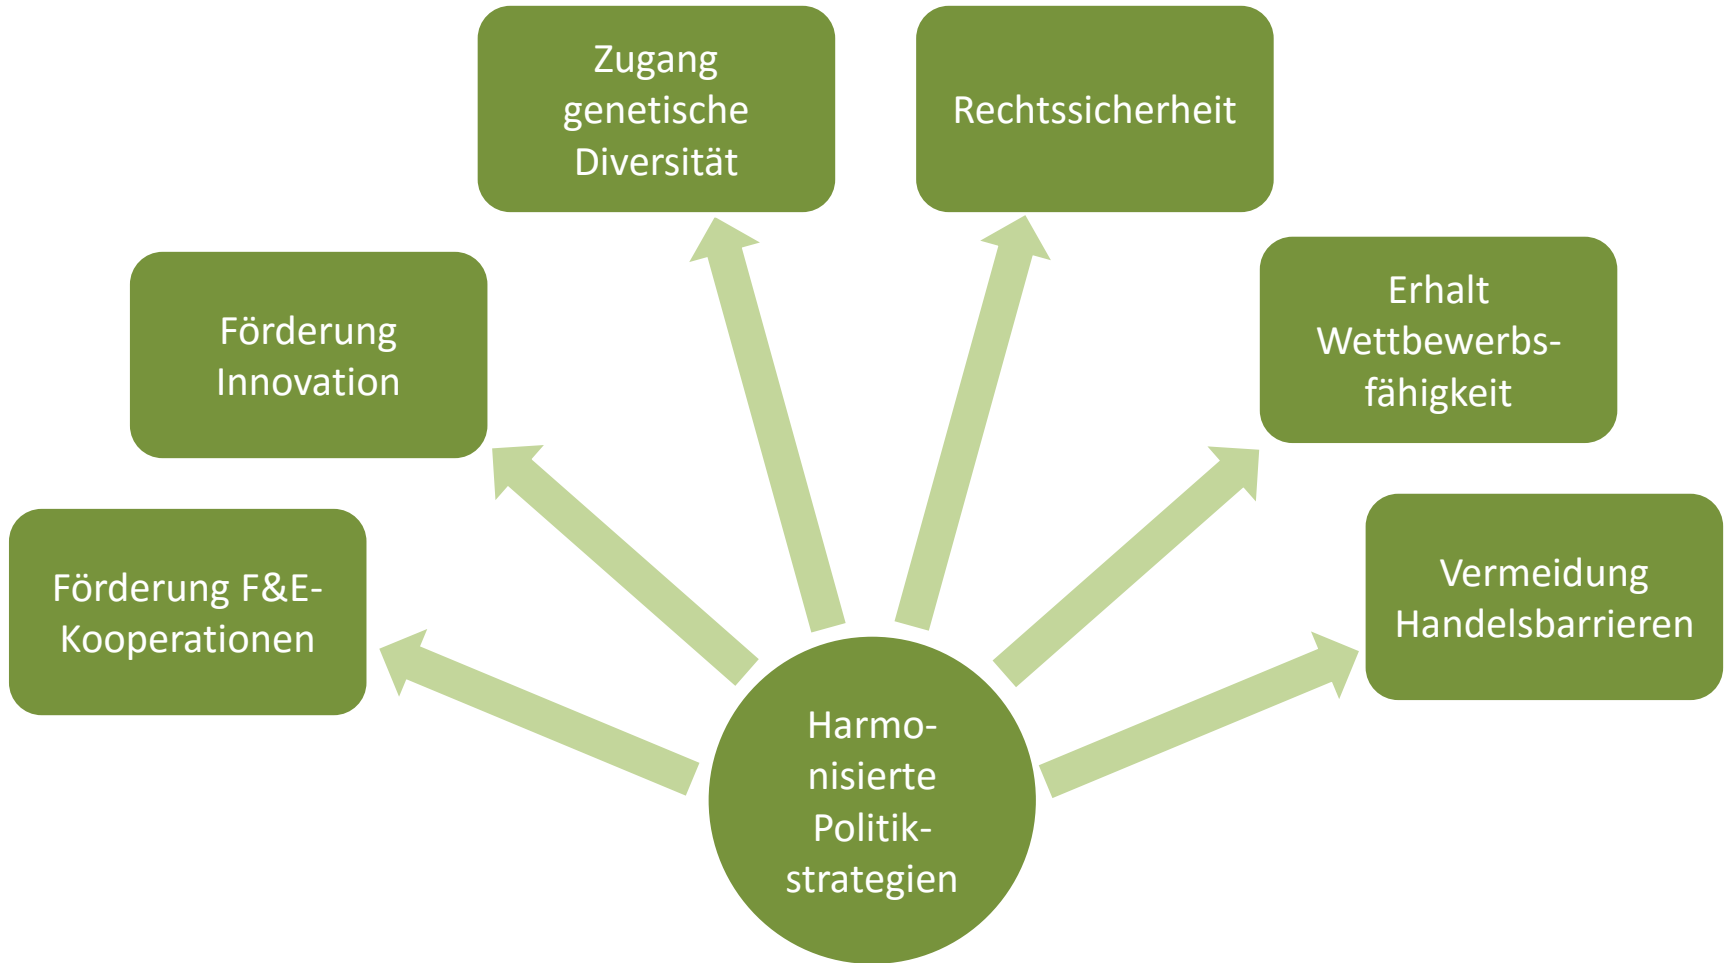 Zugang
genetische
Diversität
Rechtssicherheit
Förderung
Innovation
Erhalt
Wettbewerbs-
fähigkeit
Förderung F&E-
Kooperationen
Vermeidung
Handelsbarrieren
Harmo-
nisierte
Politik-
strategien